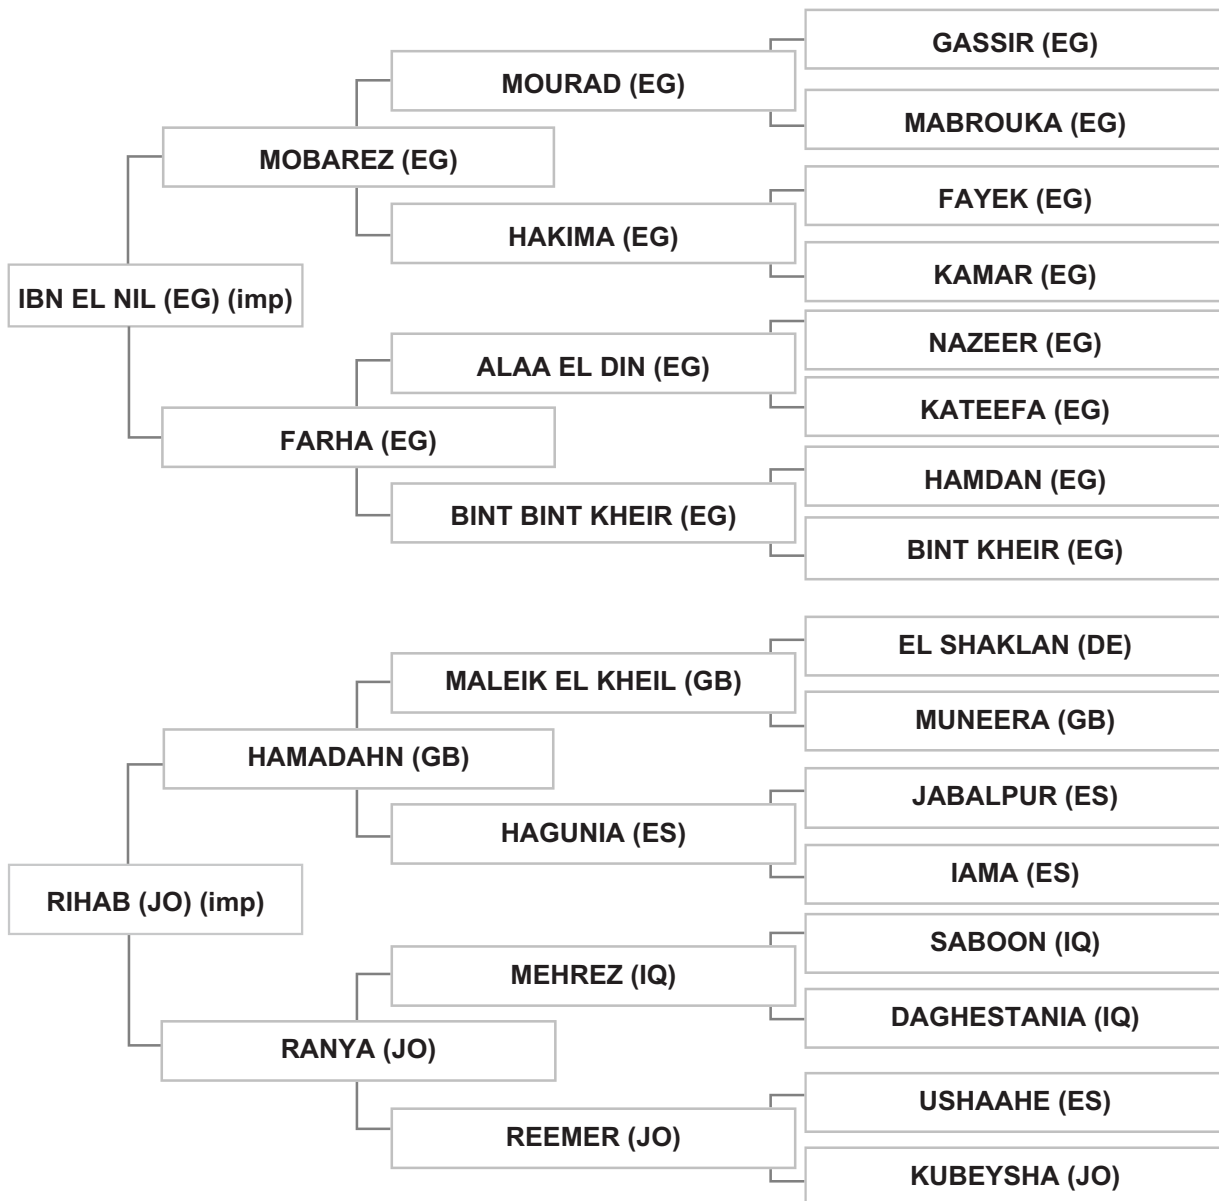 GASSIR (EG)
MOURAD (EG)
MABROUKA (EG)
MOBAREZ (EG)
FAYEK (EG)
HAKIMA (EG)
KAMAR (EG)
IBN EL NIL (EG) (imp)
NAZEER (EG)
ALAA EL DIN (EG)
KATEEFA (EG)
FARHA (EG)
HAMDAN (EG)
BINT BINT KHEIR (EG)
BINT KHEIR (EG)
EL SHAKLAN (DE)
MALEIK EL KHEIL (GB)
MUNEERA (GB)
HAMADAHN (GB)
JABALPUR (ES)
HAGUNIA (ES)
IAMA (ES)
RIHAB (JO) (imp)
SABOON (IQ)
MEHREZ (IQ)
DAGHESTANIA (IQ)
RANYA (JO)
USHAAHE (ES)
REEMER (JO)
KUBEYSHA (JO)